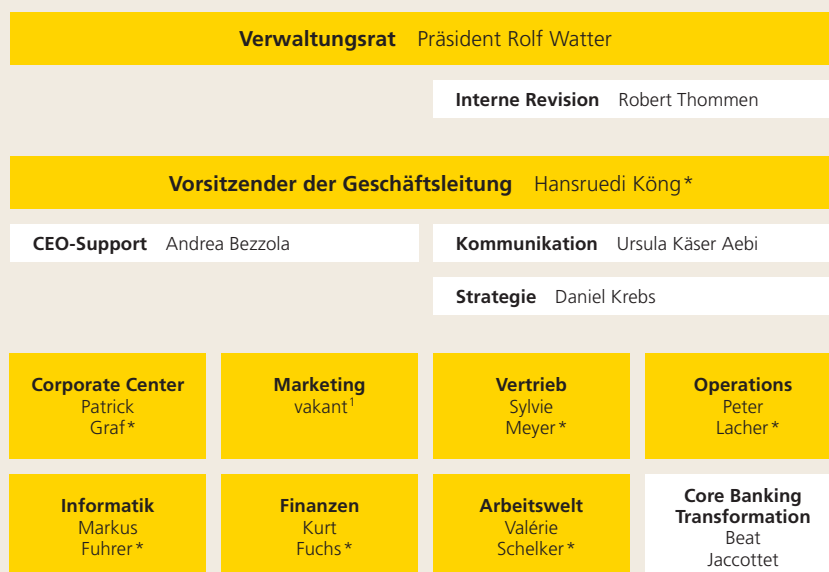 Verwaltungsrat Präsident Rolf Watter
Interne Revision Robert Thommen
Vorsitzender der Geschäftsleitung Hansruedi Köng*
CEO-Support Andrea Bezzola
Kommunikation Ursula Käser Aebi
Strategie Daniel Krebs
Corporate Center
Patrick
Graf*
Marketing
vakant¹
Vertrieb
Sylvie
Meyer*
Operations
Peter
Lacher*
Informatik
Markus
Fuhrer*
Finanzen
Kurt
Fuchs*
Arbeitswelt
Valérie
Schelker*
Core Banking
Transformation
Beat
Jaccottet